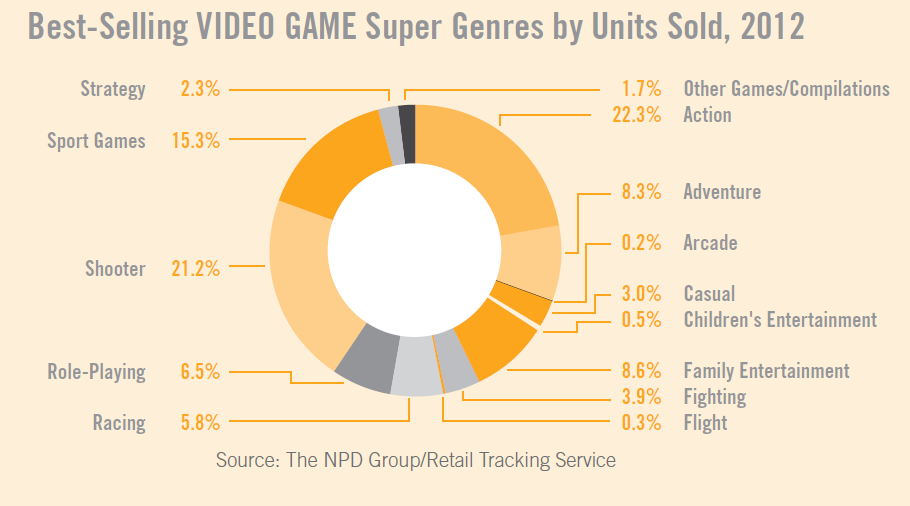 Best-Selling VIDEO GAME Super Genres by Units Sold, 2012
Strategy 2.3%
1.7% Other Games/Compilations
22.3% Action
Sport Games 15.3%
8.3% Adventure
0.2% Arcade
Shooter 21.2%
3.0% Casual
0.5% Children's Entertainment
Role-Playing 6.5%
8.6% Family Entertainment
3.9% Fighting
Racing 5.8%
0.3% Flight
Source: The NPD Group/Retail Tracking Service